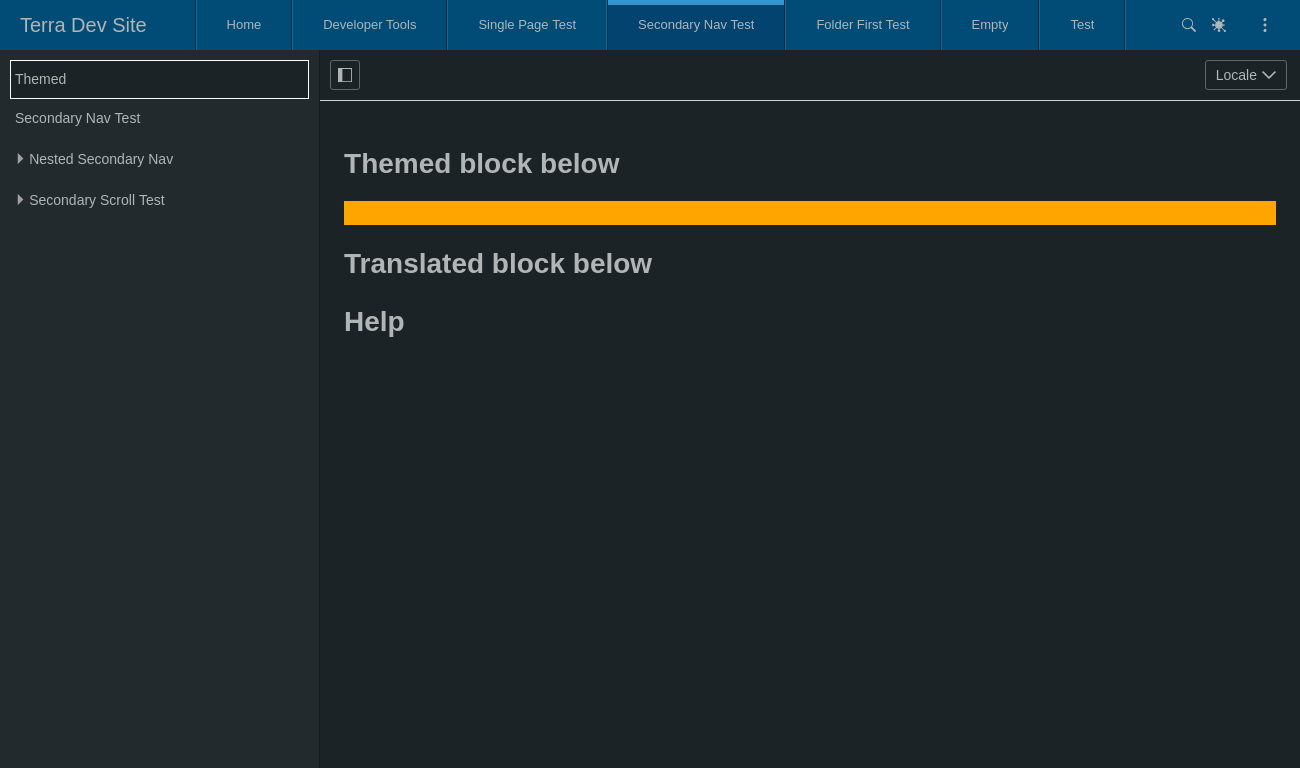 Terra Dev Site
Home
Developer Tools
Single Page Test
Secondary Nav Test
Folder First Test
Empty
Test
Themed
Secondary Nav Test
Nested Secondary Nav
Secondary Scroll Test
Locale
Themed block below
Translated block below
Help